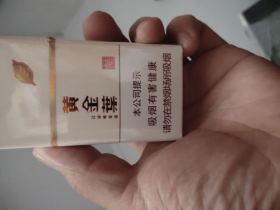 黄金葉
本公司提示
吸烟有害健康
请勿在禁烟场所吸烟